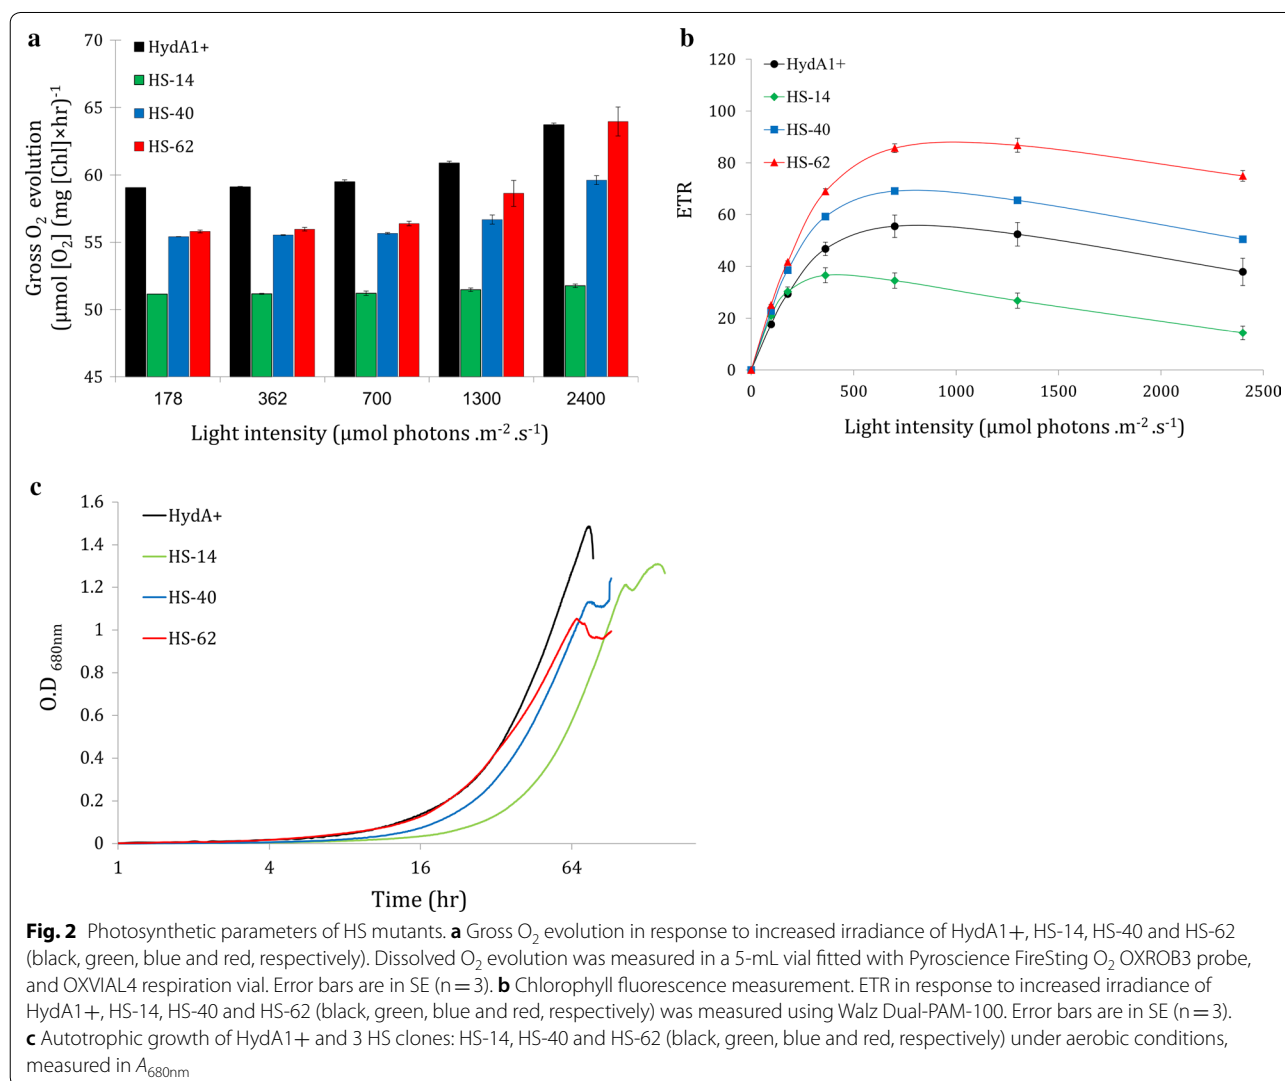 a
70
65
60
55
50
45
Gross O2 evolution
(μmol [O2] (mg [Chl]×hr)-1
HydA1+
HS-14
HS-40
HS-62
178 362 700 1300 2400
Light intensity (μmol photons .m-2 .s-1)
b
120
100
80
60
40
20
0
ETR
HydA1+
HS-14
HS-40
HS-62
0 500 1000 1500 2000 2500
Light intensity (μmol photons .m-2 .s-1)
c
1.6
1.4
1.2
1
0.8
0.6
0.4
0.2
0
O.D 680nm
HydA+
HS-14
HS-40
HS-62
1 4 16 64
Time (hr)
Fig. 2 Photosynthetic parameters of HS mutants. a Gross O2 evolution in response to increased irradiance of HydA1+, HS-14, HS-40 and HS-62
(black, green, blue and red, respectively). Dissolved O2 evolution was measured in a 5-mL vial fitted with Pyroscience FireSting O2 OXROB3 probe,
and OXVIAL4 respiration vial. Error bars are in SE (n = 3). b Chlorophyll fluorescence measurement. ETR in response to increased irradiance of
HydA1+, HS-14, HS-40 and HS-62 (black, green, blue and red, respectively) was measured using Walz Dual-PAM-100. Error bars are in SE (n = 3).
c Autotrophic growth of HydA1+ and 3 HS clones: HS-14, HS-40 and HS-62 (black, green, blue and red, respectively) under aerobic conditions,
measured in A680nm